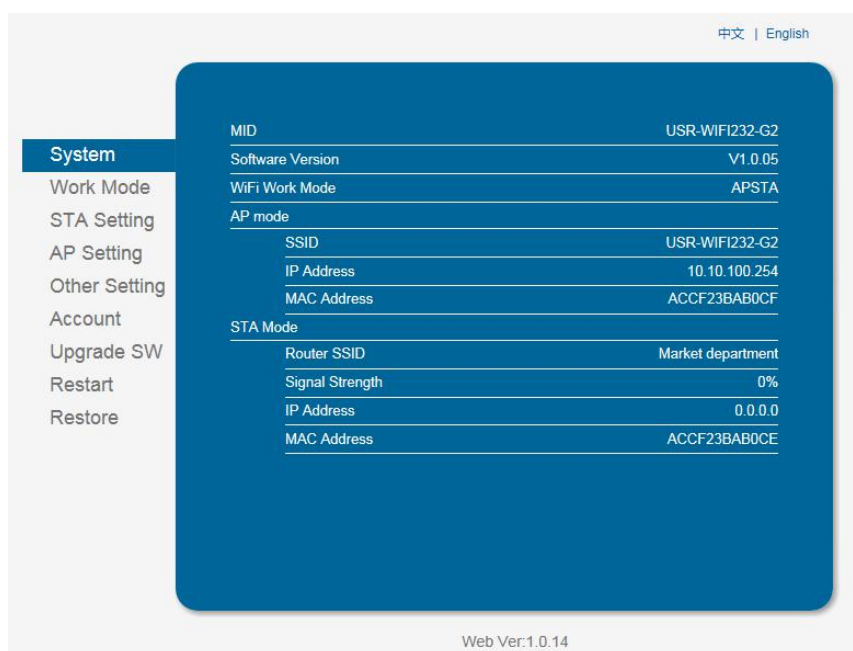 中文 | English
System
Work Mode
STA Setting
AP Setting
Other Setting
Account
Upgrade SW
Restart
Restore
MID USR-WIFI232-G2
Software Version V1.0.05
WiFi Work Mode APSTA
AP mode
SSID USR-WIFI232-G2
IP Address 10.10.100.254
MAC Address ACCF23BAB0CF
STA Mode
Router SSID Market department
Signal Strength 0%
IP Address 0.0.0.0
MAC Address ACCF23BAB0CE
Web Ver:1.0.14